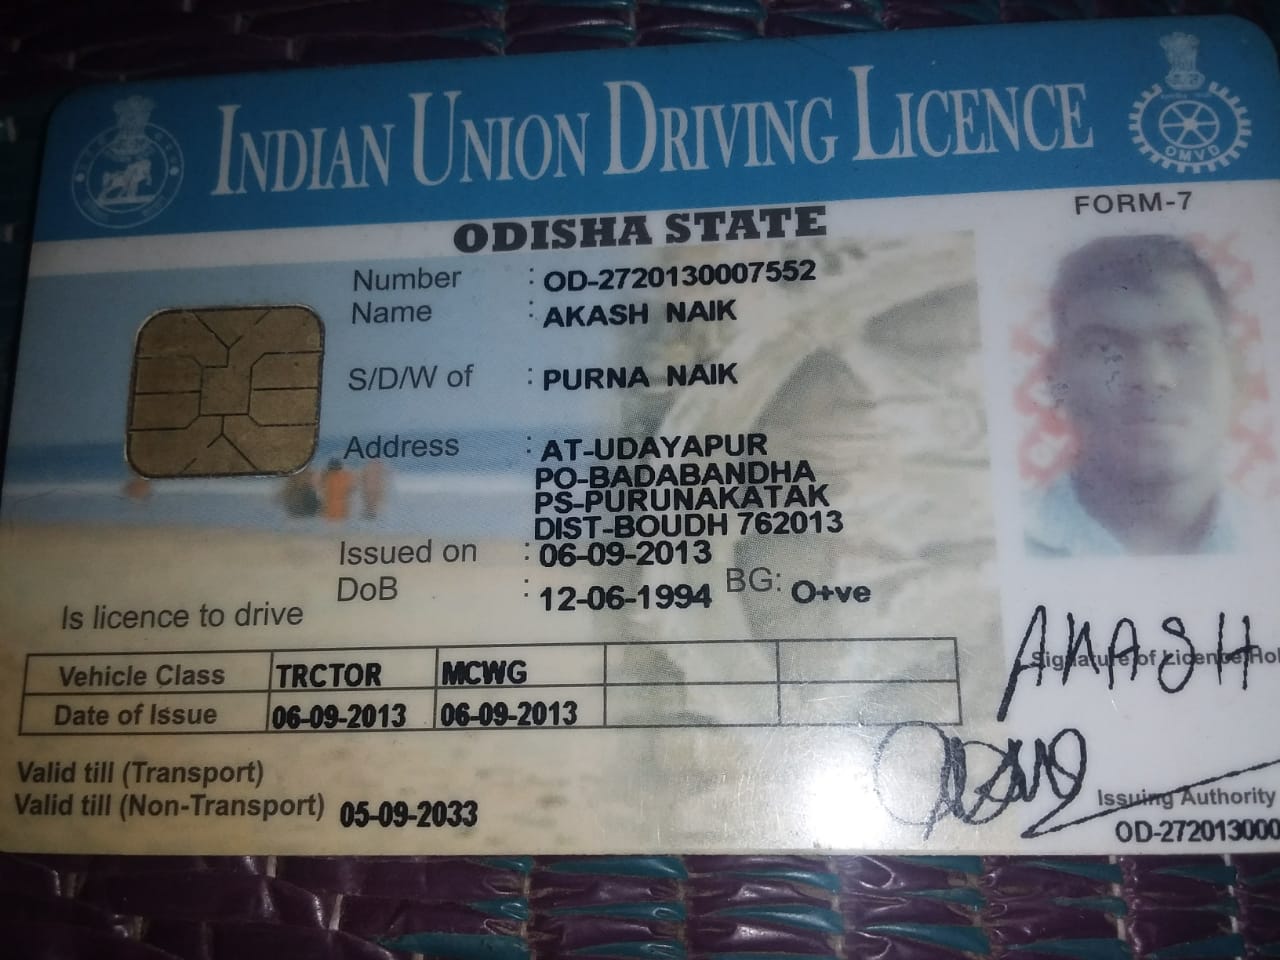 INDIAN UNION DRIVING LICENCE
OMVD
FORM-7
ODISHA STATE
Number : OD-2720130007552
Name : AKASH NAIK
S/D/W of : PURNA NAIK
Address : AT-UDAYAPUR
PO-BADABANDHA
PS-PURUNAKATAK
DIST-BOUDH 762013
Issued on : 06-09-2013
DoB : 12-06-1994 BG: O+ve
Is licence to drive
Vehicle Class TRCTOR MCWG
Date of Issue 06-09-2013 06-09-2013
AKASH
Signature of Licence Hol
Valid till (Transport)
Valid till (Non-Transport) 05-09-2033
Issuing Authority
OD-272013000